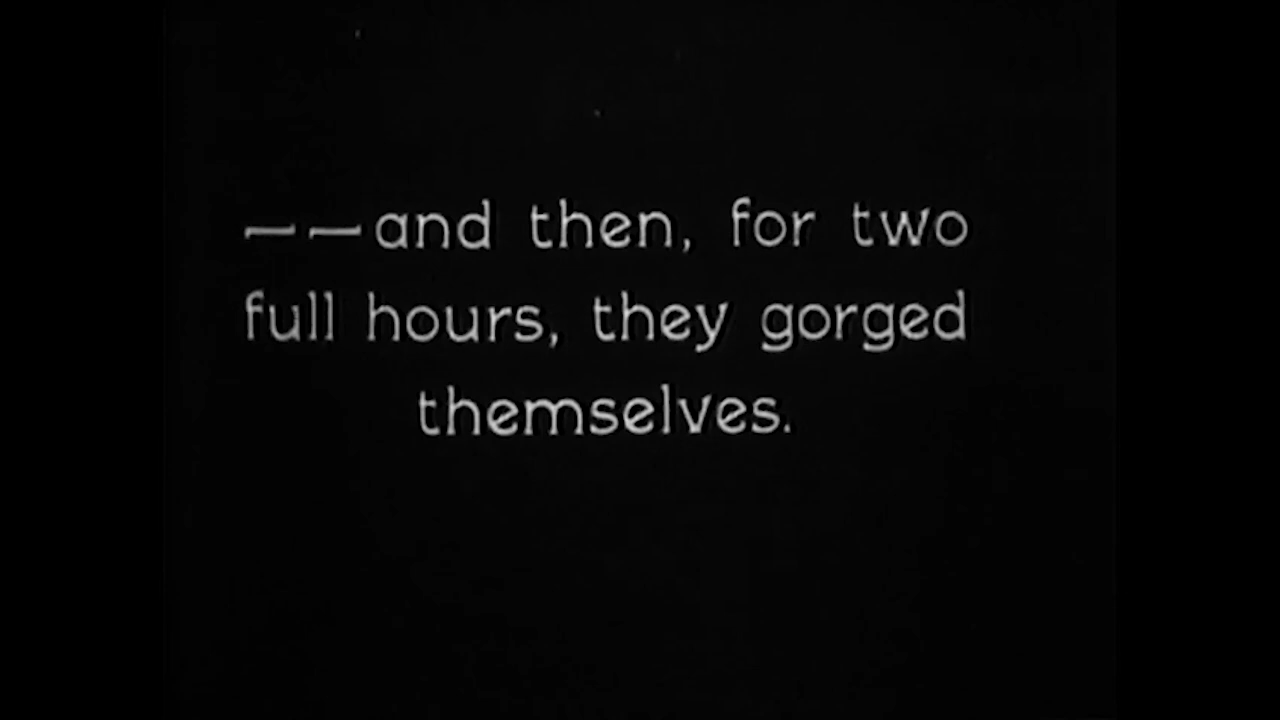 ——and then, for two
full hours, they gorged
themselves.